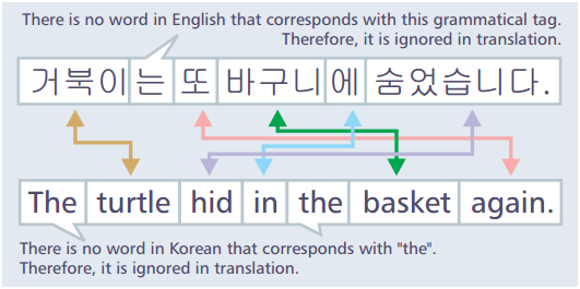 There is no word in English that corresponds with this grammatical tag.
Therefore, it is ignored in translation.
거북이는 또 바구니에 숨었습니다.
The turtle hid in the basket again.
There is no word in Korean that corresponds with "the".
Therefore, it is ignored in translation.